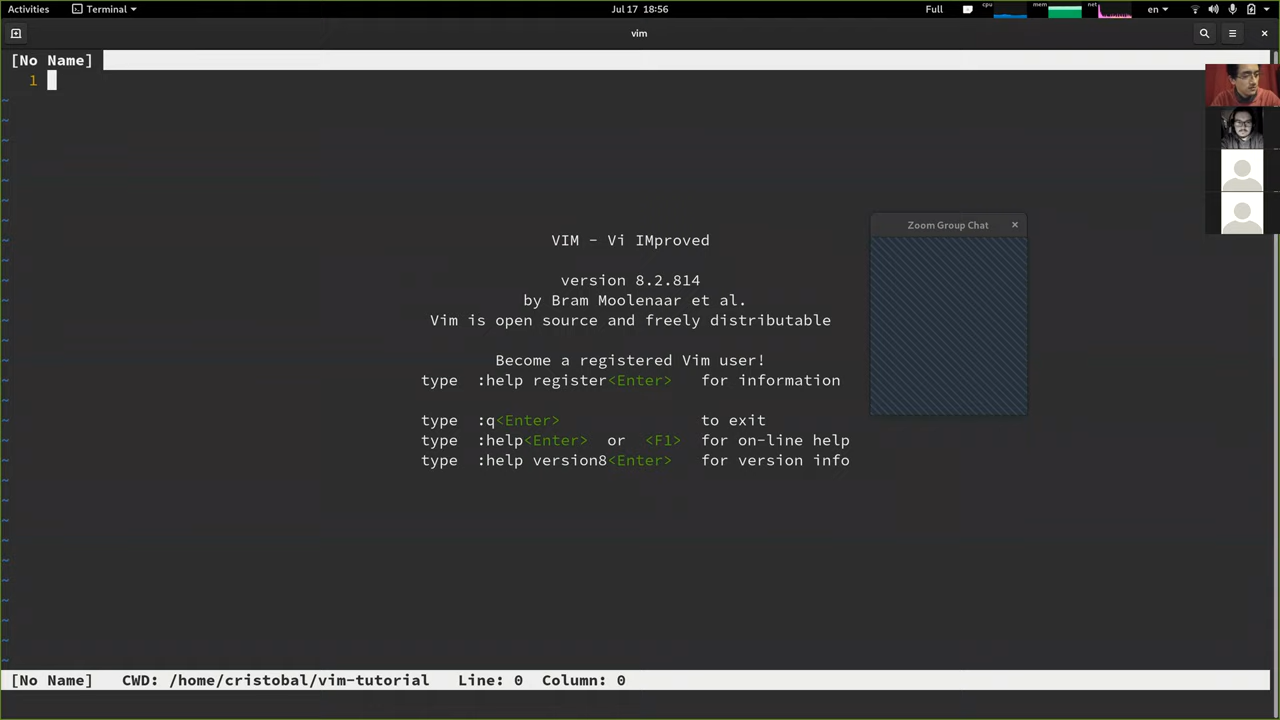 Activities Terminal Jul 17 18:56 Full cpu mem net en
vim
[No Name]
1
~
~
~
~
~
~
~
VIM - Vi IMproved
~
version 8.2.814
by Bram Moolenaar et al.
Vim is open source and freely distributable
Become a registered Vim user!
type :help register<Enter> for information
type :q<Enter> to exit
type :help<Enter> or <F1> for on-line help
type :help version8<Enter> for version info
~
~
~
~
~
~
~
~
~
Zoom Group Chat
[No Name] CWD: /home/cristobal/vim-tutorial Line: 0 Column: 0